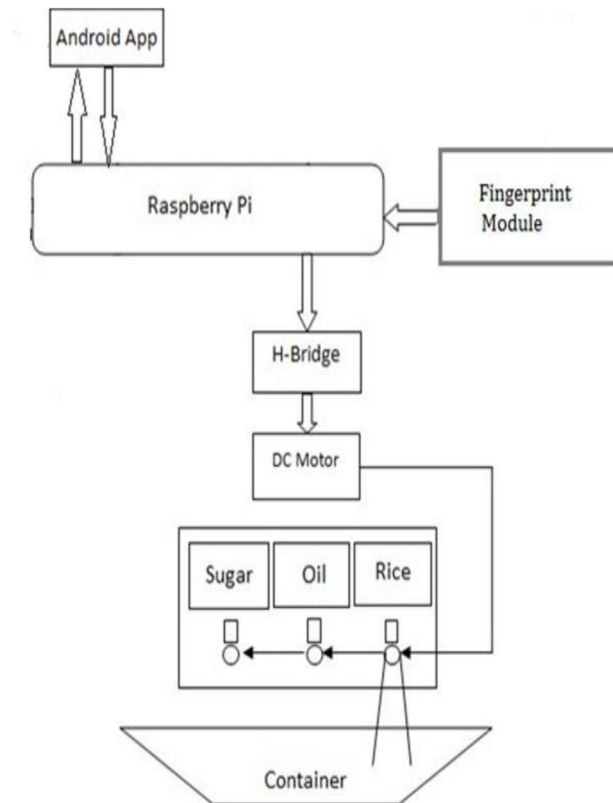 Android App
Raspberry Pi
Fingerprint
Module
H-Bridge
DC Motor
Sugar
Oil
Rice
Container